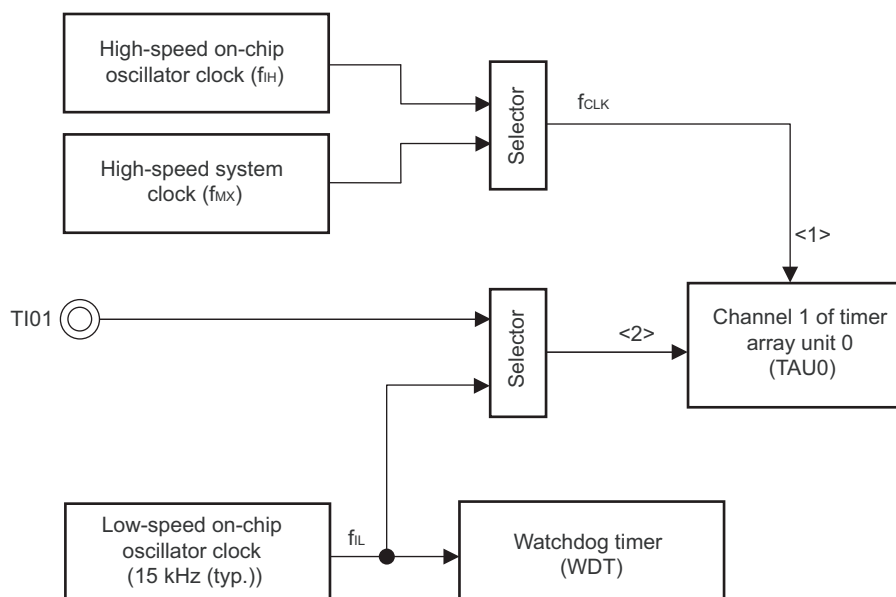 High-speed on-chip
oscillator clock (fIH)
High-speed system
clock (fMX)
Selector
fCLK
<1>
TI01
Selector
<2>
Channel 1 of timer
array unit 0
(TAU0)
Low-speed on-chip
oscillator clock
(15 kHz (typ.))
fIL
Watchdog timer
(WDT)